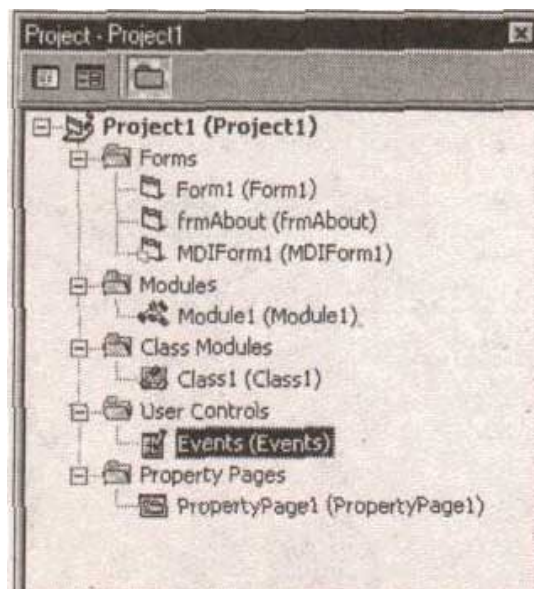 Project - Project1
Project1 (Project1)
Forms
Form1 (Form1)
frmAbout (frmAbout)
MDIForm1 (MDIForm1)
Modules
Module1 (Module1)
Class Modules
Class1 (Class1)
User Controls
Events (Events)
Property Pages
PropertyPage1 (PropertyPage1)